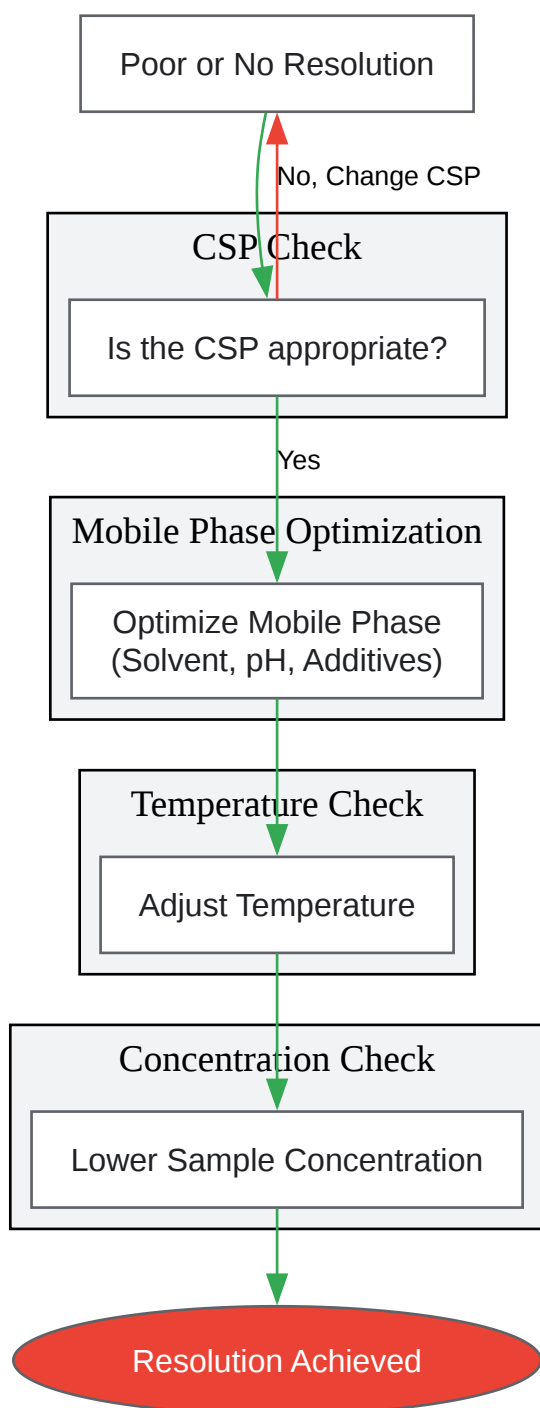 Poor or No Resolution
No, Change CSP
CSP Check
Is the CSP appropriate?
Yes
Mobile Phase Optimization
Optimize Mobile Phase
(Solvent, pH, Additives)
Temperature Check
Adjust Temperature
Concentration Check
Lower Sample Concentration
Resolution Achieved